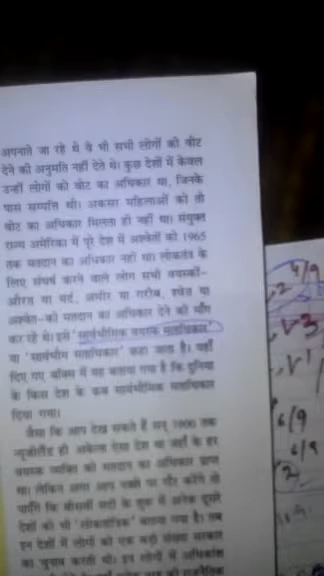 अपनाते जा रहे थे वे भी सभी लोगों को वोट
देने की अनुमति नहीं देते थे। कुछ देशों में केवल
उन्हीं लोगों को वोट का अधिकार था, जिनके
पास सम्पत्ति थी। अकसर महिलाओं को तो
वोट का अधिकार मिलता ही नहीं था। संयुक्त
राज्य अमेरिका में पूरे देश में अश्वेतों को 1965
तक मतदान का अधिकार नहीं था। लोकतंत्र के
लिए संघर्ष करने वाले लोग सभी वयस्कों–
औरत या मर्द, अमीर या गरीब, श्वेत या
अश्वेत–को मतदान का अधिकार देने की माँग
कर रहे थे। इसे 'सार्वभौमिक वयस्क मताधिकार'
या 'सार्वभौम मताधिकार' कहा जाता है। यहाँ
दिए गए बॉक्स में यह बताया गया है कि दुनिया
के किस देश में कब सार्वभौमिक मताधिकार
दिया गया।
जैसा कि आप देख सकते हैं सन् 1900 तक
न्यूजीलैंड ही अकेला ऐसा देश था जहाँ के हर
वयस्क व्यक्ति को मतदान का अधिकार प्राप्त
था। लेकिन अगर आप नक्शे पर गौर करेंगे तो
पाएँगे कि बीसवीं सदी के शुरू में अनेक दूसरे
देशों को भी 'लोकतांत्रिक' बताया गया है। तब
इन देशों में लोगों की एक बड़ी संख्या सरकार
का चुनाव करती थी। इन लोगों में अधिकांश
6/9
6/9